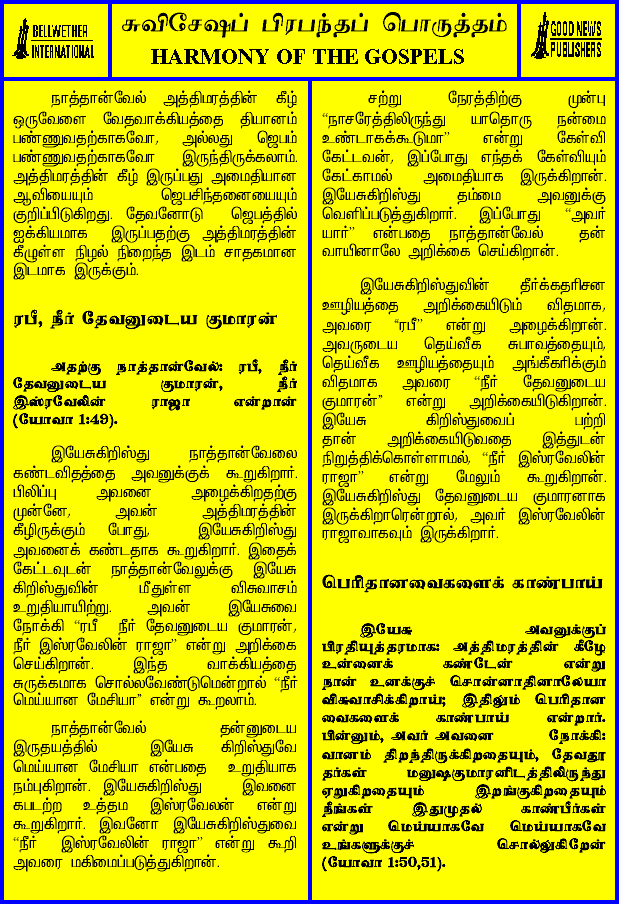 BELLWETHER
INTERNATIONAL
சுவிசேஷப் பிரபந்தப் பொருத்தம்
HARMONY OF THE GOSPELS
GOOD NEWS
PUBLISHERS
நாத்தான்வேல் அத்திமரத்தின் கீழ்
ஒருவேளை வேதவாக்கியத்தை தியானம்
பண்ணுவதற்காகவோ, அல்லது ஜெபம்
பண்ணுவதற்காகவோ இருந்திருக்கலாம்.
அத்திமரத்தின் கீழ் இருப்பது அமைதியான
ஆவியையும் ஜெபசிந்தனையையும்
குறிப்பிடுகிறது. தேவனோடு ஜெபத்தில்
ஐக்கியமாக இருப்பதற்கு அத்திமரத்தின்
கீழுள்ள நிழல் நிறைந்த இடம் சாதகமான
இடமாக இருக்கும்.
ரபீ, நீர் தேவனுடைய குமாரன்
அதற்கு நாத்தான்வேல்: ரபீ, நீர்
தேவனுடைய குமாரன், நீர்
இஸ்ரவேலின் ராஜா என்றான்
(யோவா 1:49).
இயேசுகிறிஸ்து நாத்தான்வேலை
கண்டவிதத்தை அவனுக்குக் கூறுகிறார்.
பிலிப்பு அவனை அழைக்கிறதற்கு
முன்னே, அவன் அத்திமரத்தின்
கீழிருக்கும் போது, இயேசுகிறிஸ்து
அவனைக் கண்டதாக கூறுகிறார். இதைக்
கேட்டவுடன் நாத்தான்வேலுக்கு இயேசு
கிறிஸ்துவின் மீதுள்ள விசுவாசம்
உறுதியாயிற்று. அவன் இயேசுவை
நோக்கி “ரபீ நீர் தேவனுடைய குமாரன்,
நீர் இஸ்ரவேலின் ராஜா” என்று அறிக்கை
செய்கிறான். இந்த வாக்கியத்தை
சுருக்கமாக சொல்லவேண்டுமென்றால் “நீர்
மெய்யான மேசியா” என்று கூறலாம்.
நாத்தான்வேல் தன்னுடைய
இருதயத்தில் இயேசு கிறிஸ்துவே
மெய்யான மேசியா என்பதை உறுதியாக
நம்புகிறான். இயேசுகிறிஸ்து இவனை
கபடற்ற உத்தம இஸ்ரவேலன் என்று
கூறுகிறார். இவனோ இயேசுகிறிஸ்துவை
“நீர் இஸ்ரவேலின் ராஜா” என்று கூறி
அவரை மகிமைப்படுத்துகிறான்.
சற்று நேரத்திற்கு முன்பு
“நாசரேத்திலிருந்து யாதொரு நன்மை
உண்டாகக்கூடுமா” என்று கேள்வி
கேட்டவன், இப்போது எந்தக் கேள்வியும்
கேட்காமல் அமைதியாக இருக்கிறான்.
இயேசுகிறிஸ்து தம்மை அவனுக்கு
வெளிப்படுத்துகிறார். இப்போது “அவர்
யார்” என்பதை நாத்தான்வேல் தன்
வாயினாலே அறிக்கை செய்கிறான்.
இயேசுகிறிஸ்துவின் தீர்க்கதரிசன
ஊழியத்தை அறிக்கையிடும் விதமாக,
அவரை “ரபீ” என்று அழைக்கிறான்.
அவருடைய தெய்வீக சுபாவத்தையும்,
தெய்வீக ஊழியத்தையும் அங்கீகரிக்கும்
விதமாக அவரை “நீர் தேவனுடைய
குமாரன்” என்று அறிக்கையிடுகிறான்.
இயேசு கிறிஸ்துவைப் பற்றி
தான் அறிக்கையிடுவதை இத்துடன்
நிறுத்திக்கொள்ளாமல், “நீர் இஸ்ரவேலின்
ராஜா” என்று மேலும் கூறுகிறான்.
இயேசுகிறிஸ்து தேவனுடைய குமாரனாக
இருக்கிறாரென்றால், அவர் இஸ்ரவேலின்
ராஜாவாகவும் இருக்கிறார்.
பெரிதானவைகளைக் காண்பாய்
இயேசு அவனுக்குப்
பிரதியுத்தரமாக: அத்திமரத்தின் கீழே
உன்னைக் கண்டேன் என்று
நான் உனக்குச் சொன்னதினாலேயா
விசுவாசிக்கிறாய்; இதிலும் பெரிதான
வைகளைக் காண்பாய் என்றார்.
பின்னும், அவர் அவனை நோக்கி:
வானம் திறந்திருக்கிறதையும், தேவதூ
தர்கள் மனுஷகுமாரனிடத்திலிருந்து
ஏறுகிறதையும் இறங்குகிறதையும்
நீங்கள் இதுமுதல் காண்பீர்கள்
என்று மெய்யாகவே மெய்யாகவே
உங்களுக்குச் சொல்லுகிறேன்
(யோவா 1:50,51).